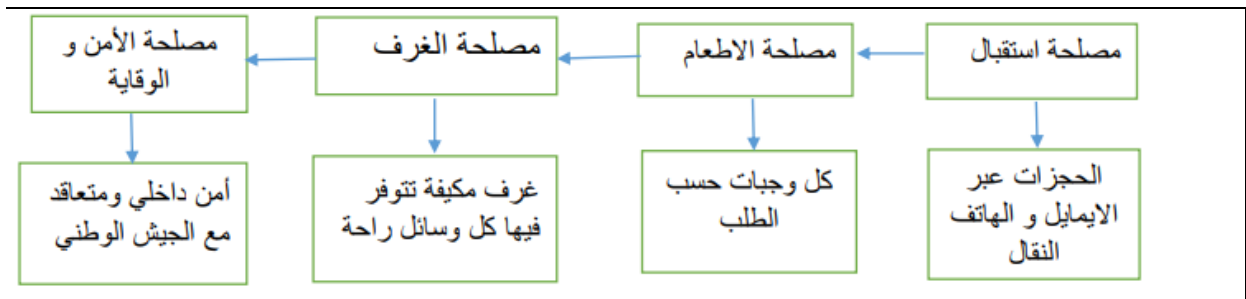 مصلحة استقبال
مصلحة الاطعام
مصلحة الغرف
مصلحة الأمن و
الوقاية
الحجزات عبر
الايمايل و الهاتف
النقال
كل وجبات حسب
الطلب
غرف مكيفة تتوفر
فيها كل وسائل راحة
أمن داخلي ومتعاقد
مع الجيش الوطني